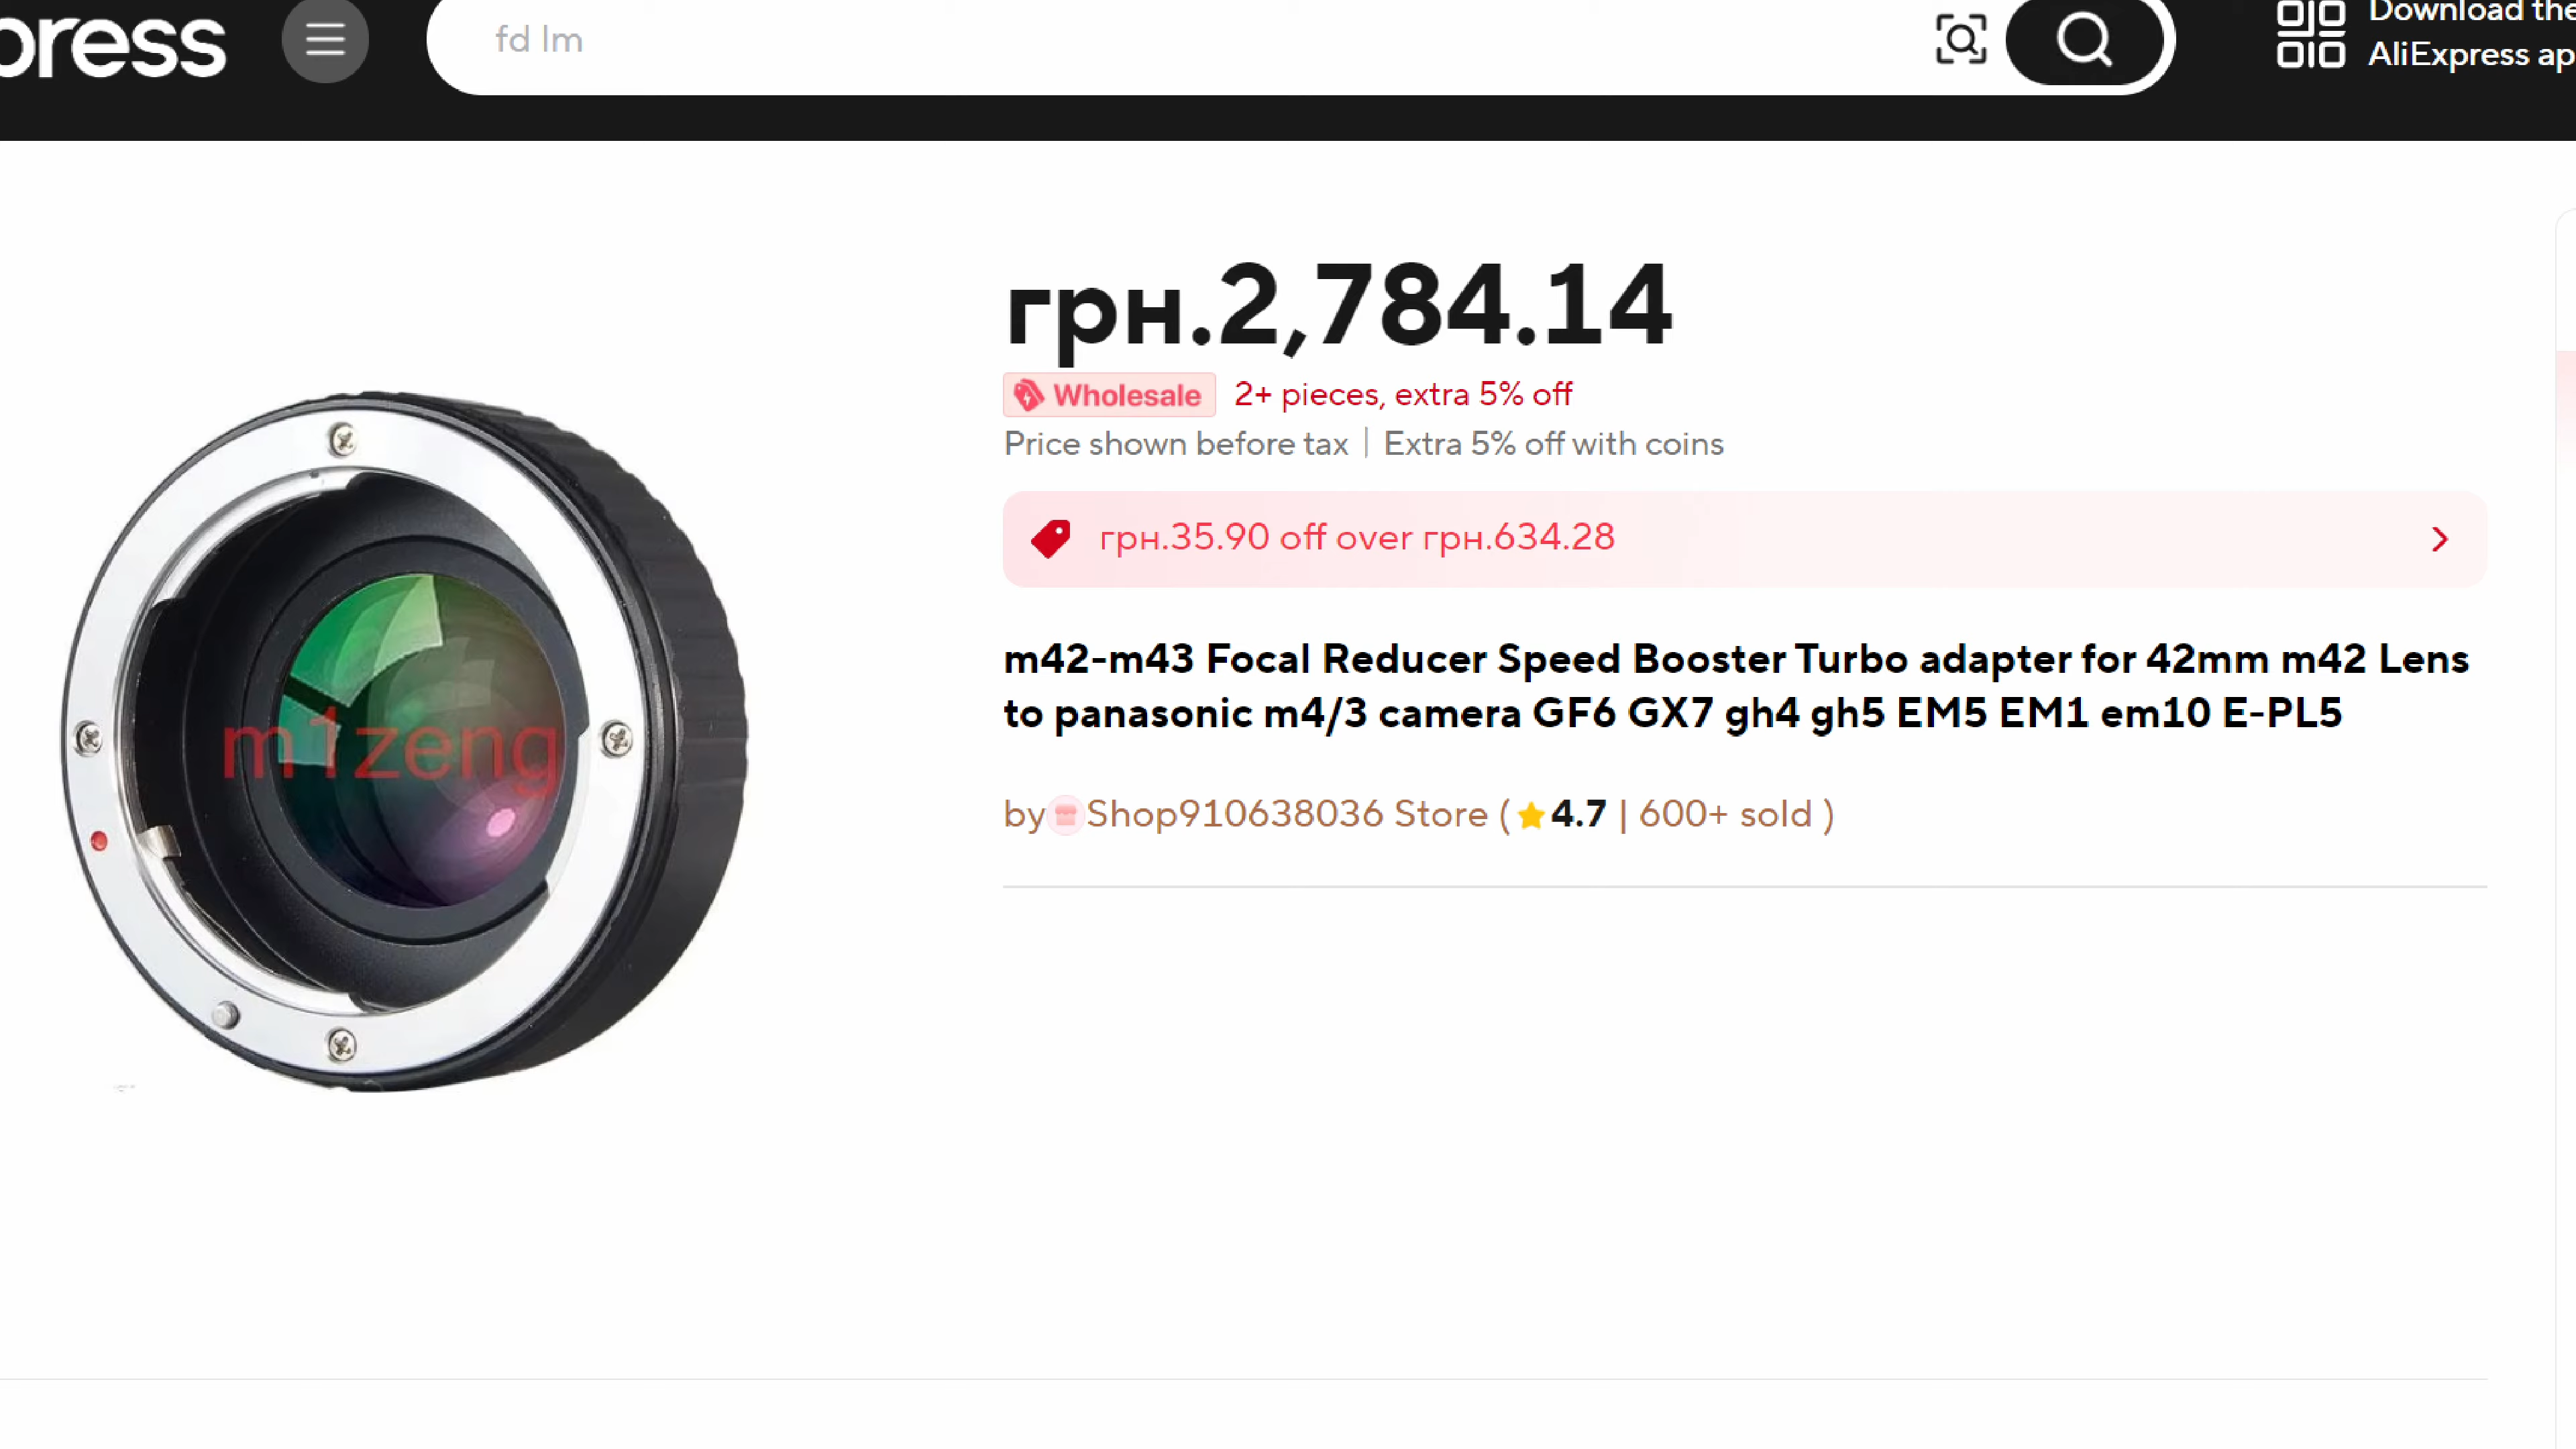 press
fd lm
Download the
AliExpress ap
грн.2,784.14
Wholesale 2+ pieces, extra 5% off
Price shown before tax | Extra 5% off with coins
грн.35.90 off over грн.634.28
m42-m43 Focal Reducer Speed Booster Turbo adapter for 42mm m42 Lens
to panasonic m4/3 camera GF6 GX7 gh4 gh5 EM5 EM1 em10 E-PL5
m1zeng
by Shop910638036 Store ( 4.7 | 600+ sold )